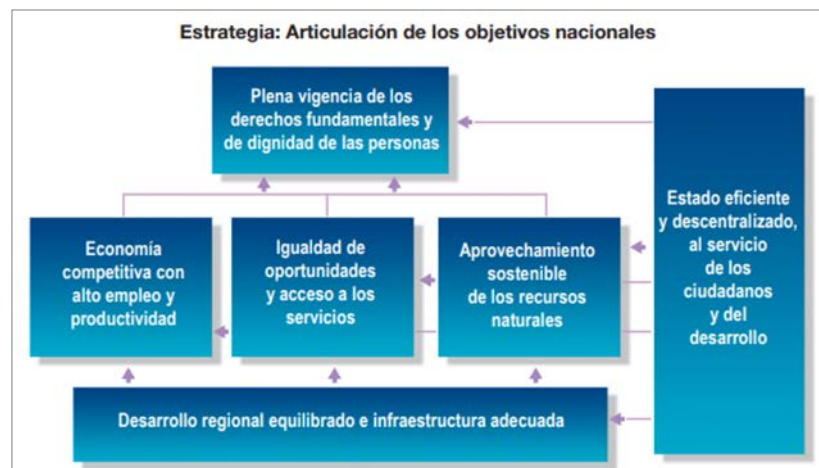 Estrategia: Articulación de los objetivos nacionales
Plena vigencia de los
derechos fundamentales y
de dignidad de las personas
Economía
competitiva con
alto empleo y
productividad
Igualdad de
oportunidades
y acceso a los
servicios
Aprovechamiento
sostenible
de los recursos
naturales
Estado eficiente
y descentralizado,
al servicio
de los
ciudadanos
y del
desarrollo
Desarrollo regional equilibrado e infraestructura adecuada